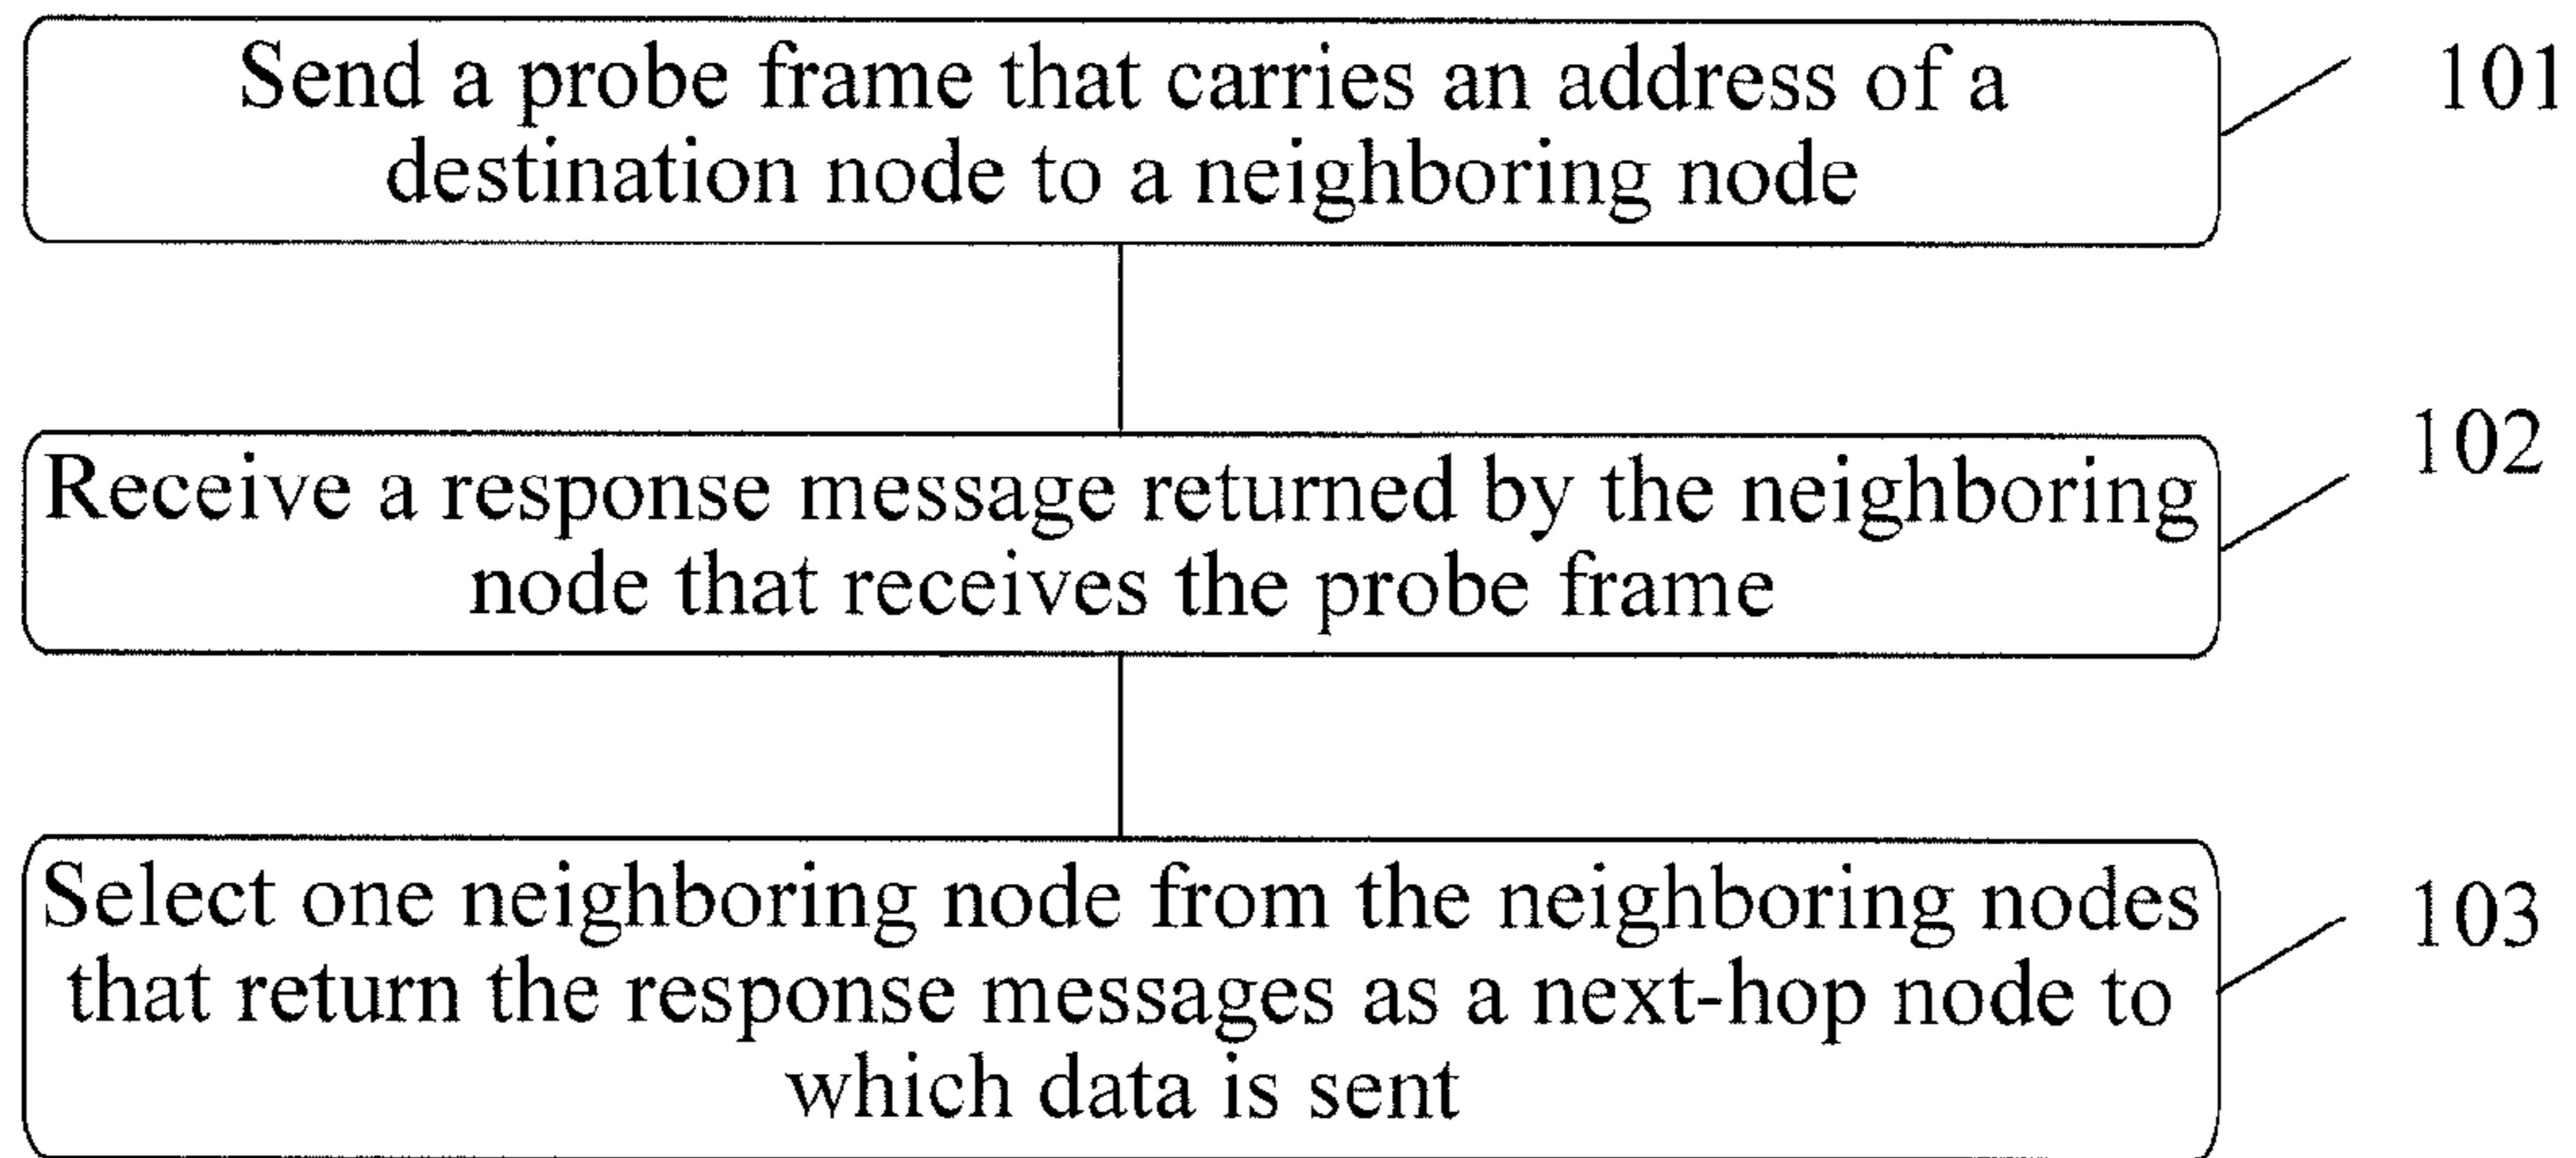 Send a probe frame that carries an address of a
destination node to a neighboring node
101
Receive a response message returned by the neighboring
node that receives the probe frame
102
Select one neighboring node from the neighboring nodes
that return the response messages as a next-hop node to
which data is sent
103